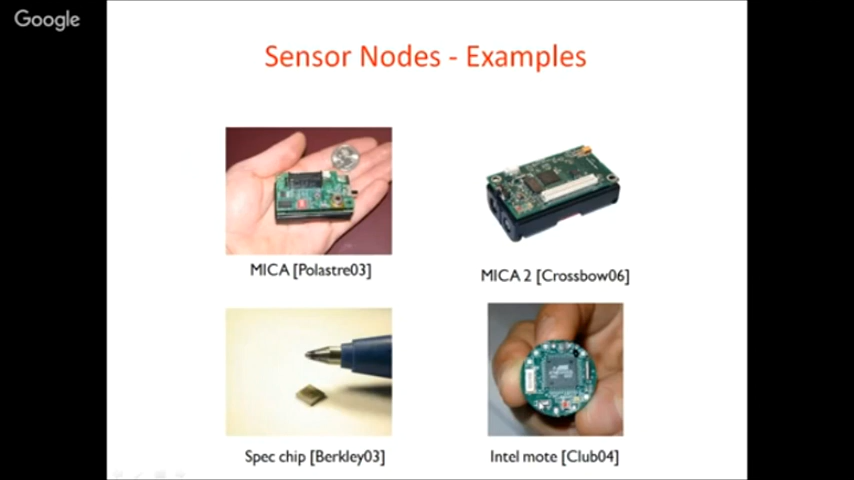 Google
Sensor Nodes - Examples
MICA [Polastre03]
MICA 2 [Crossbow06]
Spec chip [Berkley03]
Intel mote [Club04]